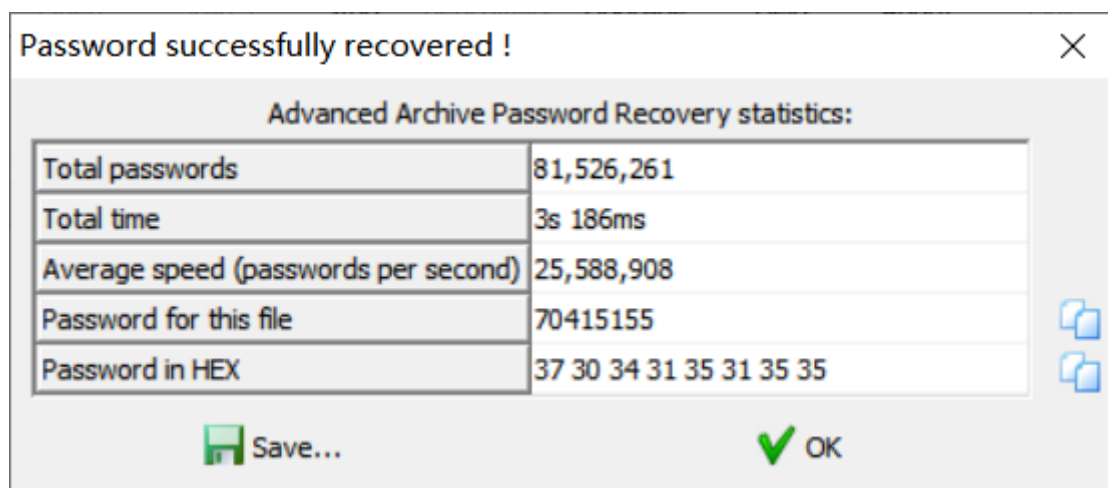 Password successfully recovered !
Advanced Archive Password Recovery statistics:
Total passwords 81,526,261
Total time 3s 186ms
Average speed (passwords per second) 25,588,908
Password for this file 70415155
Password in HEX 37 30 34 31 35 31 35 35
Save... OK